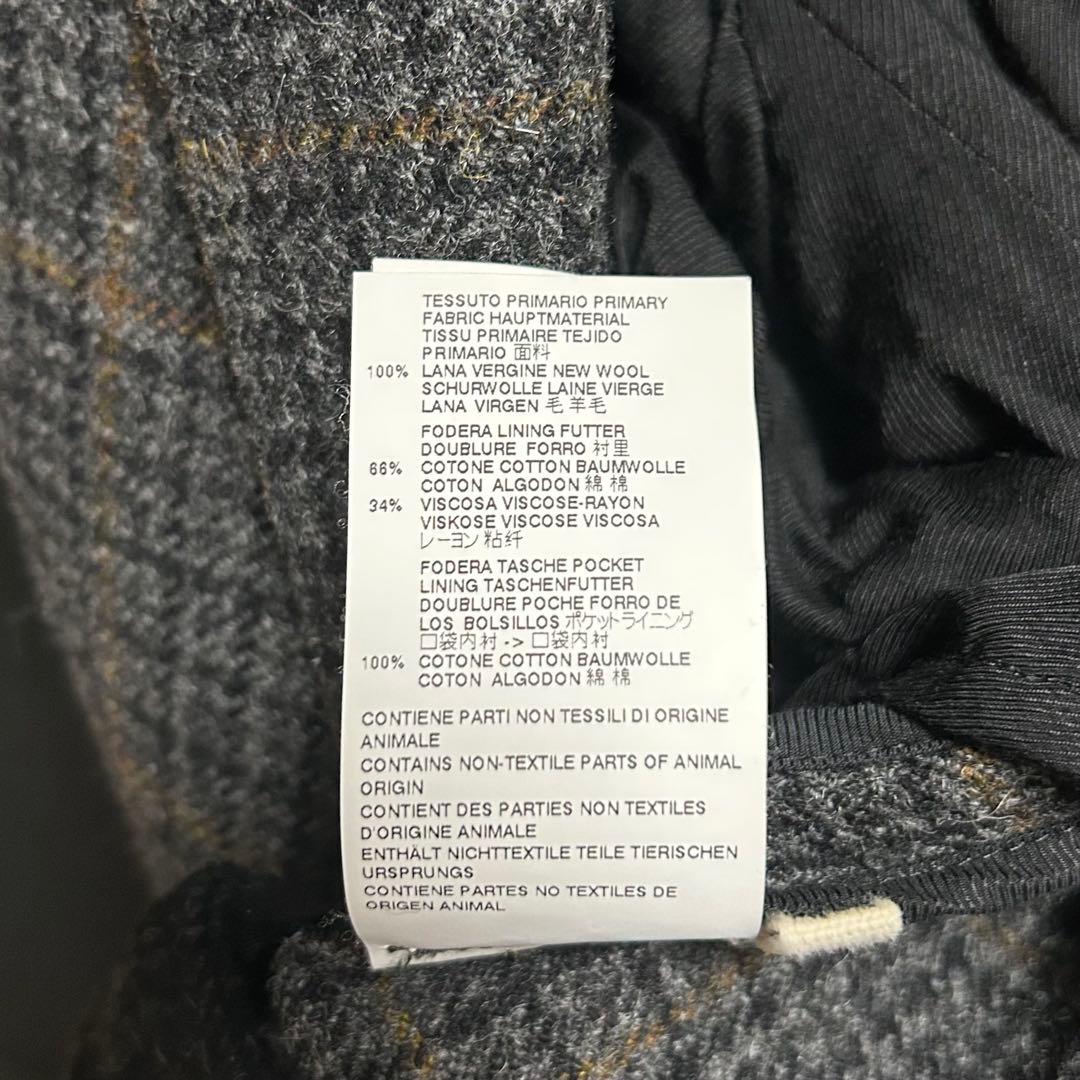 TESSUTO PRIMARIO PRIMARY
FABRIC HAUPTMATERIAL
TISSU PRIMAIRE TEJIDO
PRIMARIO 面料
100% LANA VERGINE NEW WOOL
SCHURWOLLE LAINE VIERGE
LANA VIRGEN 毛 羊毛
FODERA LINING FUTTER
DOUBLURE FORRO 衬里
66% COTONE COTTON BAUMWOLLE
COTON ALGODON 綿 棉
34% VISCOSA VISCOSE-RAYON
VISKOSE VISCOSE VISCOSA
レーヨン 粘纤
FODERA TASCHE POCKET
LINING TASCHENFUTTER
DOUBLURE POCHE FORRO DE
LOS BOLSILLOS ポケットライニング
口袋内衬 -> 口袋内衬
100% COTONE COTTON BAUMWOLLE
COTON ALGODON 綿 棉
CONTIENE PARTI NON TESSILI DI ORIGINE
ANIMALE
CONTAINS NON-TEXTILE PARTS OF ANIMAL
ORIGIN
CONTIENT DES PARTIES NON TEXTILES
D'ORIGINE ANIMALE
ENTHÄLT NICHTTEXTILE TEILE TIERISCHEN
URSPRUNGS
CONTIENE PARTES NO TEXTILES DE
ORIGEN ANIMAL